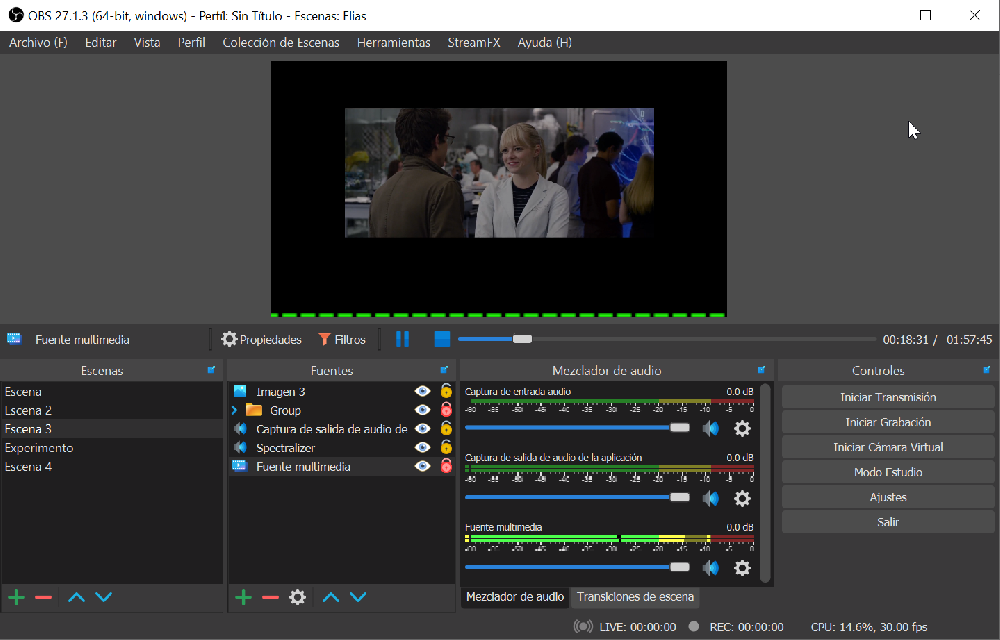 OBS 27.1.3 (64-bit, windows) - Perfil: Sin Título - Escenas: Elias
Archivo (F) Editar Vista Perfil Colección de Escenas Herramientas StreamFX Ayuda (H)
Fuente multimedia Propiedades Filtros 00:18:31 / 01:57:45
Escenas
Escena
Escena 2
Escena 3
Experimento
Escena 4
Fuentes
Imagen 3
Group
Captura de salida de audio de
Spectralizer
Fuente multimedia
Mezclador de audio
Captura de entrada audio 0.0 dB
-60 -55 -50 -45 -40 -35 -30 -25 -20 -15 -10 -5 0
Captura de salida de audio de la aplicación 0.0 dB
-60 -55 -50 -45 -40 -35 -30 -25 -20 -15 -10 -5 0
Fuente multimedia 0.0 dB
-60 -55 -50 -45 -40 -35 -30 -25 -20 -15 -10 -5 0
Mezclador de audio Transiciones de escena
Controles
Iniciar Transmisión
Iniciar Grabación
Iniciar Cámara Virtual
Modo Estudio
Ajustes
Salir
LIVE: 00:00:00 REC: 00:00:00 CPU: 14.6%, 30.00 fps